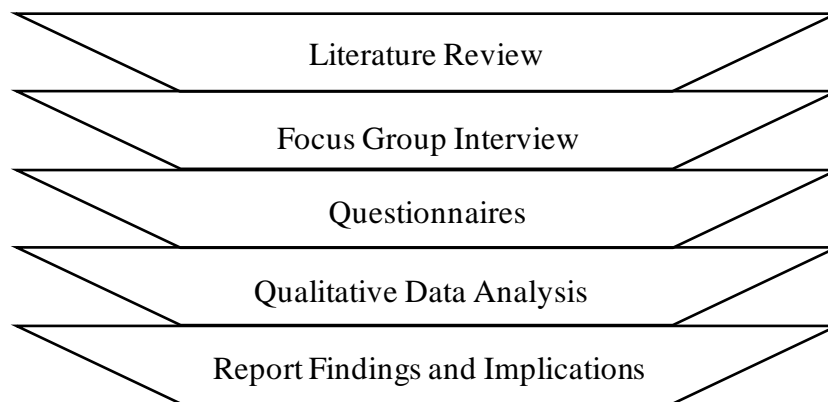 Literature Review
Focus Group Interview
Questionnaires
Qualitative Data Analysis
Report Findings and Implications